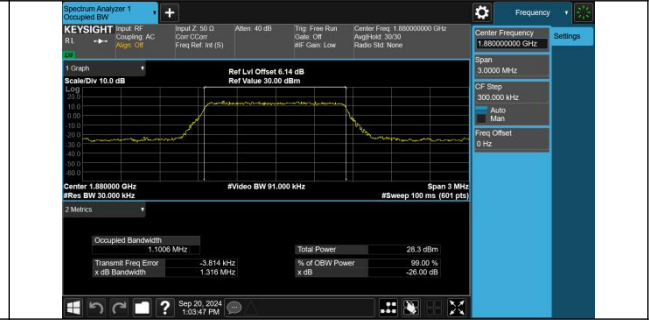 Spectrum Analyzer 1
Occupied BW
Frequency
KEYSIGHT Input: RF
R L
Coupling: AC
Align: Off
Input Z: 50 Ω
Corr CCorr
Freq Ref: Int (S)
Atten: 40 dB
Trig: Free Run
Gate: Off
#IF Gain: Low
Center Freq: 1.880000000 GHz
Avg|Hold: 30/30
Radio Std: None
Center Frequency
1.880000000 GHz
Settings
Span
3.0000 MHz
CF Step
300.000 kHz
Auto
Man
Freq Offset
0 Hz
1 Graph
Scale/Div 10.0 dB
Ref Lvl Offset 6.14 dB
Ref Value 30.00 dBm
Log
20.0
10.0
0.00
-10.0
-20.0
-30.0
-40.0
-50.0
-60.0
Center 1.880000 GHz
#Video BW 91.000 kHz
Span 3 MHz
#Res BW 30.000 kHz
#Sweep 100 ms (601 pts)
2 Metrics
Occupied Bandwidth
1.1006 MHz
Total Power 28.3 dBm
Transmit Freq Error -3.814 kHz
% of OBW Power 99.00 %
x dB Bandwidth 1.316 MHz
x dB -26.00 dB
?
Sep 20, 2024
1:03:47 PM